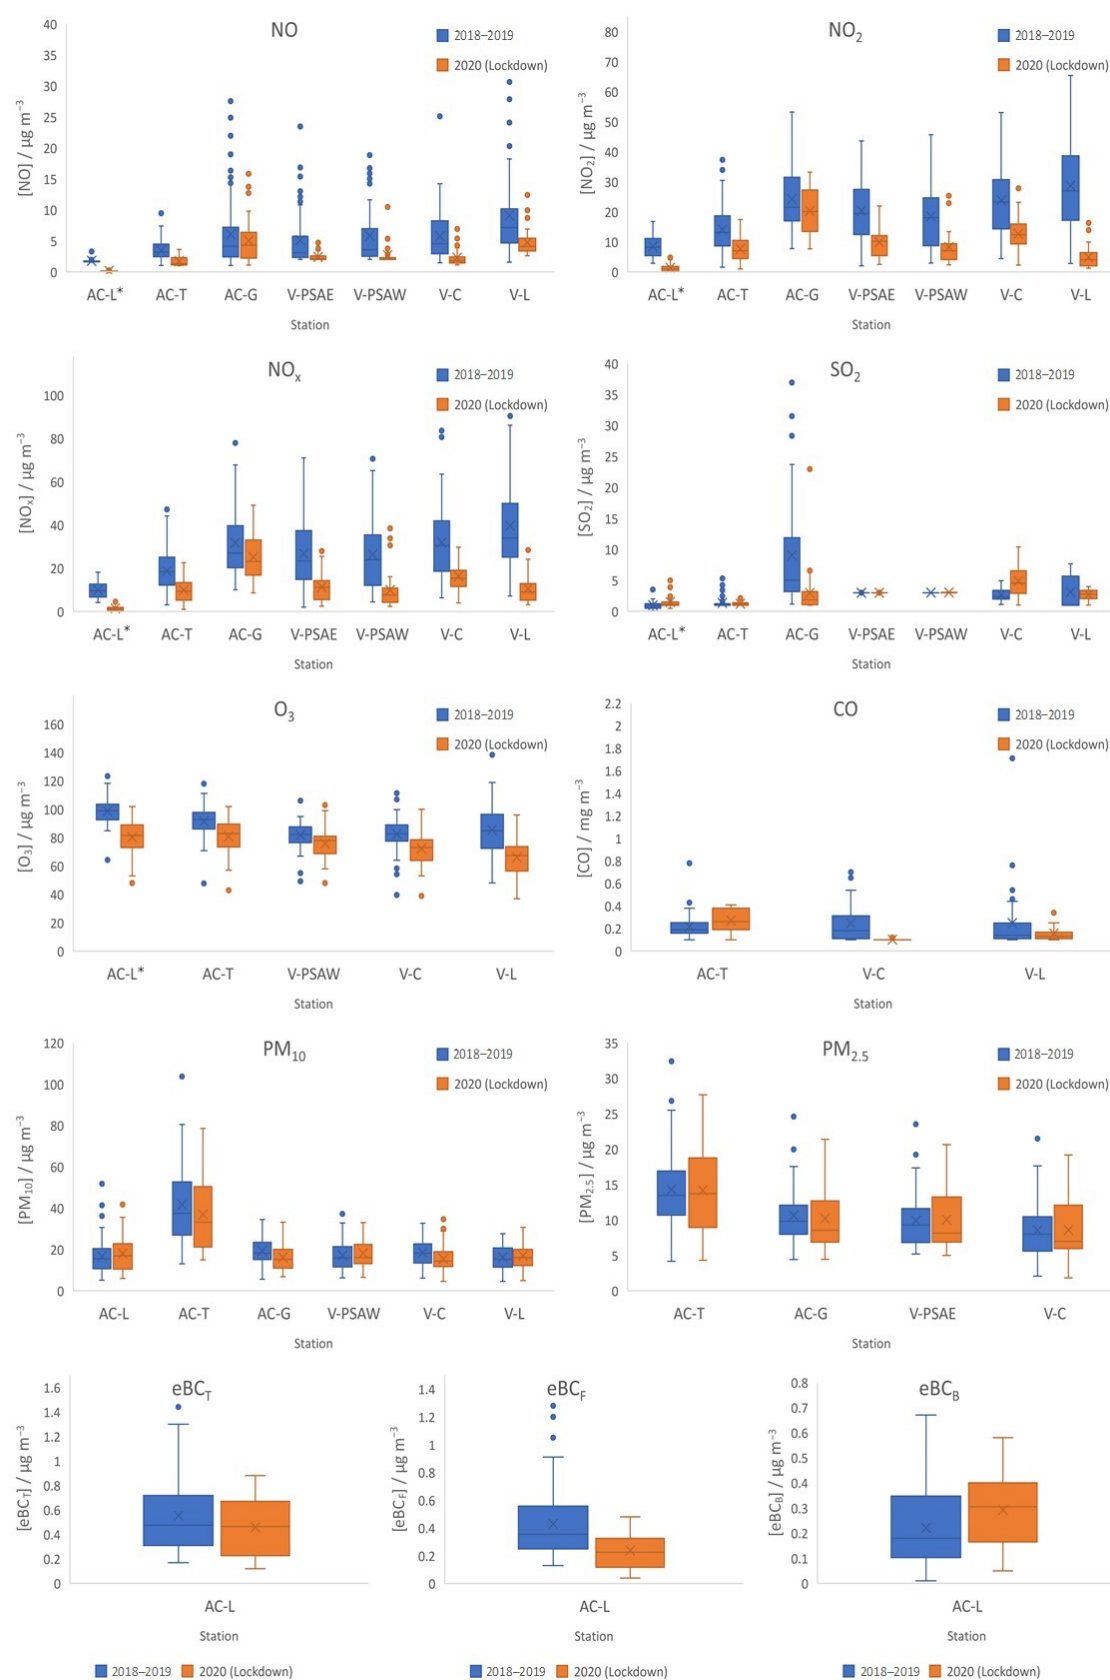 NO
2018–2019
2020 (Lockdown)
[NO] / µg m⁻³
40
35
30
25
20
15
10
5
0
AC-L* AC-T AC-G V-PSAE V-PSAW V-C V-L
Station
NO₂
2018–2019
2020 (Lockdown)
[NO₂] / µg m⁻³
80
70
60
50
40
30
20
10
0
AC-L* AC-T AC-G V-PSAE V-PSAW V-C V-L
Station
NOₓ
2018–2019
2020 (Lockdown)
[NOₓ] / µg m⁻³
100
80
60
40
20
0
AC-L* AC-T AC-G V-PSAE V-PSAW V-C V-L
Station
SO₂
2018–2019
2020 (Lockdown)
[SO₂] / µg m⁻³
40
35
30
25
20
15
10
5
0
AC-L* AC-T AC-G V-PSAE V-PSAW V-C V-L
Station
O₃
2018–2019
2020 (Lockdown)
[O₃] / µg m⁻³
160
140
120
100
80
60
40
20
0
AC-L* AC-T V-PSAW V-C V-L
Station
CO
2018–2019
2020 (Lockdown)
[CO] / mg m⁻³
2.2
2
1.8
1.6
1.4
1.2
1
0.8
0.6
0.4
0.2
0
AC-T V-C V-L
Station
PM₁₀
2018–2019
2020 (Lockdown)
[PM₁₀] / µg m⁻³
120
100
80
60
40
20
0
AC-L AC-T AC-G V-PSAW V-C V-L
Station
PM₂.₅
2018–2019
2020 (Lockdown)
[PM₂.₅] / µg m⁻³
35
30
25
20
15
10
5
0
AC-T AC-G V-PSAE V-C
Station
eBC_T
[eBC_T] / µg m⁻³
1.6
1.4
1.2
1
0.8
0.6
0.4
0.2
0
AC-L
Station
2018–2019 2020 (Lockdown)
eBC_F
[eBC_F] / µg m⁻³
1.4
1.2
1
0.8
0.6
0.4
0.2
0
AC-L
Station
2018–2019 2020 (Lockdown)
eBC_B
[eBC_B] / µg m⁻³
0.8
0.7
0.6
0.5
0.4
0.3
0.2
0.1
0
AC-L
Station
2018–2019 2020 (Lockdown)